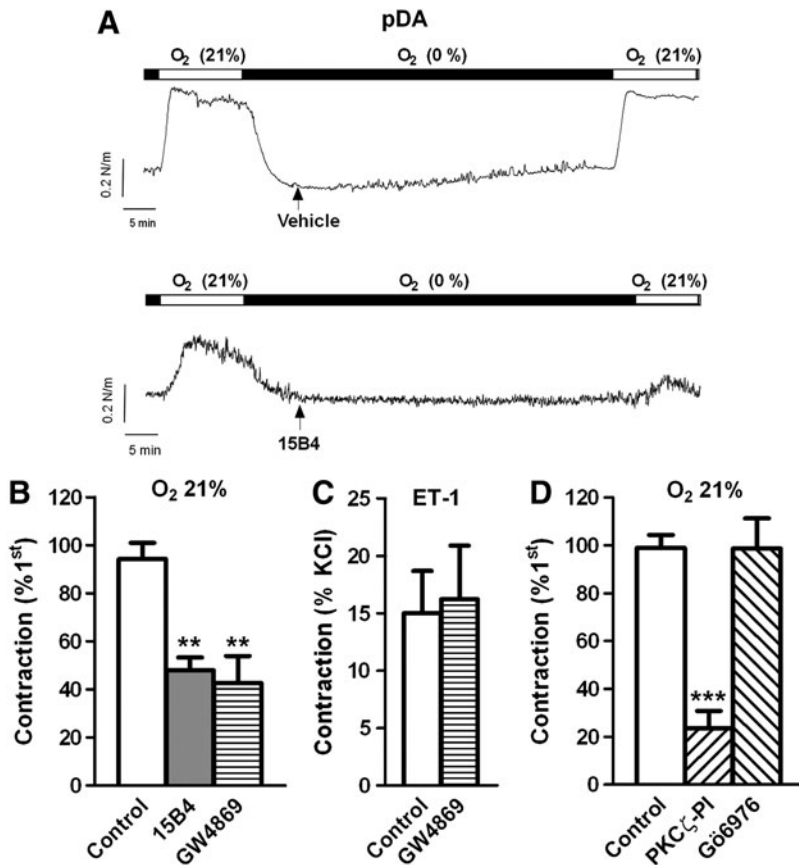 A
pDA
O2 (21%) O2 (0 %) O2 (21%)
0.2 N/m
5 min
Vehicle
O2 (21%) O2 (0 %) O2 (21%)
0.2 N/m
5 min
15B4
B
O2 21%
Contraction (%1st)
120
100
80
60
40
20
0
** **
Control 15B4 GW4869
C
ET-1
Contraction (% KCl)
25
20
15
10
5
0
Control GW4869
D
O2 21%
Contraction (%1st)
120
100
80
60
40
20
0
***
Control PKCζ-PI Gö6976